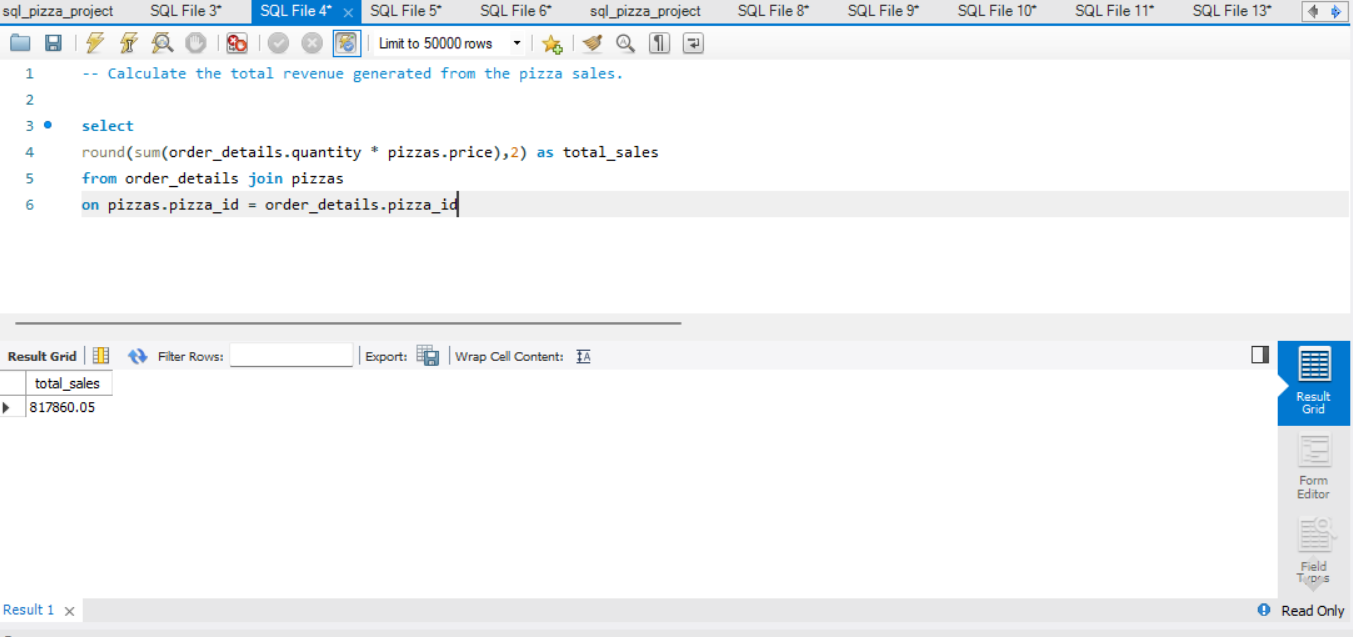 sql_pizza_project SQL File 3* SQL File 4* × SQL File 5* SQL File 6* sql_pizza_project SQL File 8* SQL File 9* SQL File 10* SQL File 11* SQL File 13*
Limit to 50000 rows
1 -- Calculate the total revenue generated from the pizza sales.
2
3 select
4 round(sum(order_details.quantity * pizzas.price),2) as total_sales
5 from order_details join pizzas
6 on pizzas.pizza_id = order_details.pizza_id
Result Grid Filter Rows: Export: Wrap Cell Content: IA
total_sales
817860.05
Result
Grid
Form
Editor
Field
Types
Result 1 × Read Only